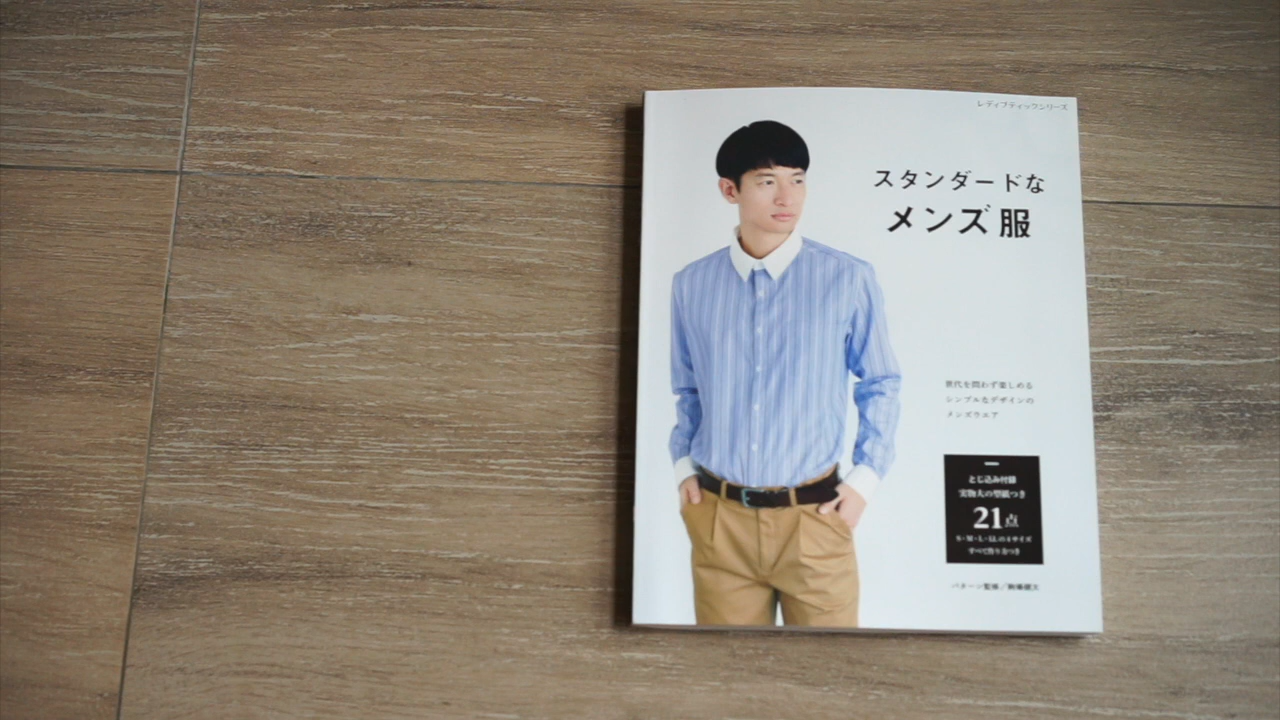 レディブティックシリーズ
スタンダードな
メンズ服
世代を問わず楽しめる
シンプルなデザインの
メンズウエア
とじ込み付録
実物大の型紙つき
21点
S・M・L・LLの4サイズ
すべて作り方つき
パターン監修／